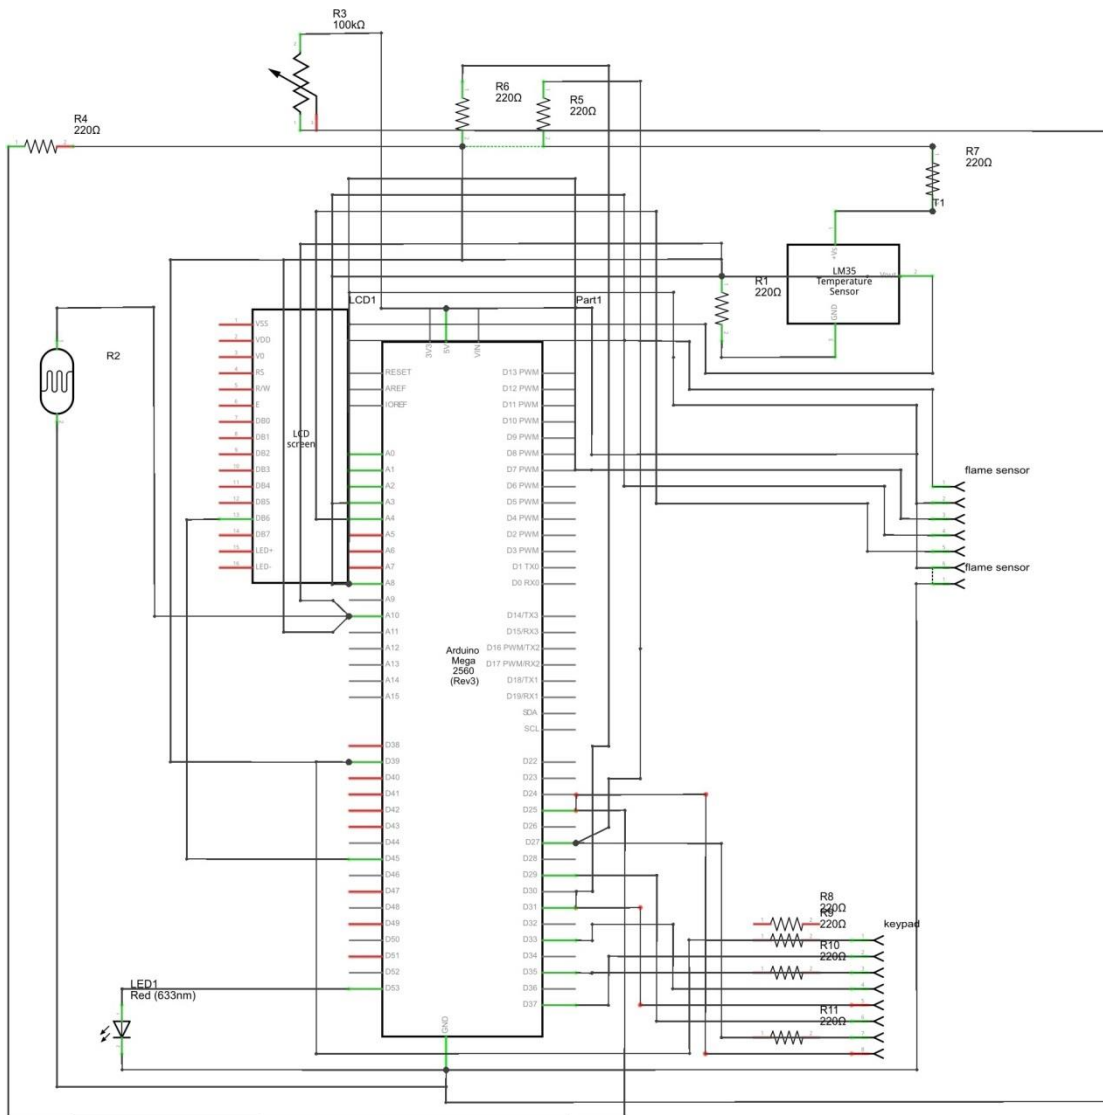 R3
100kΩ
R6
220Ω
R5
220Ω
R4
220Ω
R7
220Ω
T1
+Vs
LM35
Temperature
Sensor
Vout
GND
R1
220Ω
LCD1
Part1
R2
VSS
VDD
V0
RS
R/W
E
DB0
DB1
DB2
DB3
DB4
DB5
DB6
DB7
LED+
LED-
LCD
screen
3V3
5V
VIN
RESET
AREF
IOREF
A0
A1
A2
A3
A4
A5
A6
A7
A8
A9
A10
A11
A12
A13
A14
A15
D38
D39
D40
D41
D42
D43
D44
D45
D46
D47
D48
D49
D50
D51
D52
D53
Arduino
Mega
2560
(Rev3)
D13 PWM
D12 PWM
D11 PWM
D10 PWM
D9 PWM
D8 PWM
D7 PWM
D6 PWM
D5 PWM
D4 PWM
D2 PWM
D3 PWM
D1 TX0
D0 RX0
D14/TX3
D15/RX3
D16 PWM/TX2
D17 PWM/RX2
D18/TX1
D19/RX1
SDA
SCL
D22
D23
D24
D25
D26
D27
D28
D29
D30
D31
D32
D33
D34
D35
D36
D37
GND
flame sensor
flame sensor
R8
220Ω
R9
220Ω
keypad
R10
220Ω
R11
220Ω
LED1
Red (633nm)